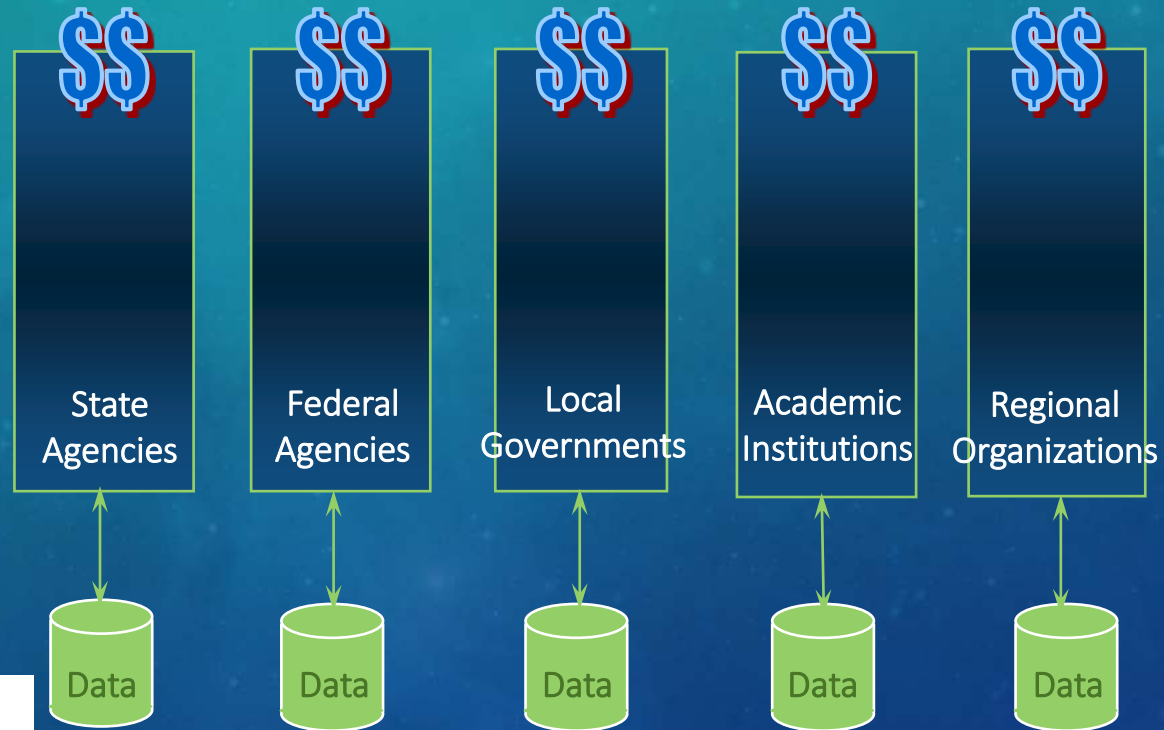 $$ $$ $$ $$ $$
State
Agencies
Federal
Agencies
Local
Governments
Academic
Institutions
Regional
Organizations
Data Data Data Data Data